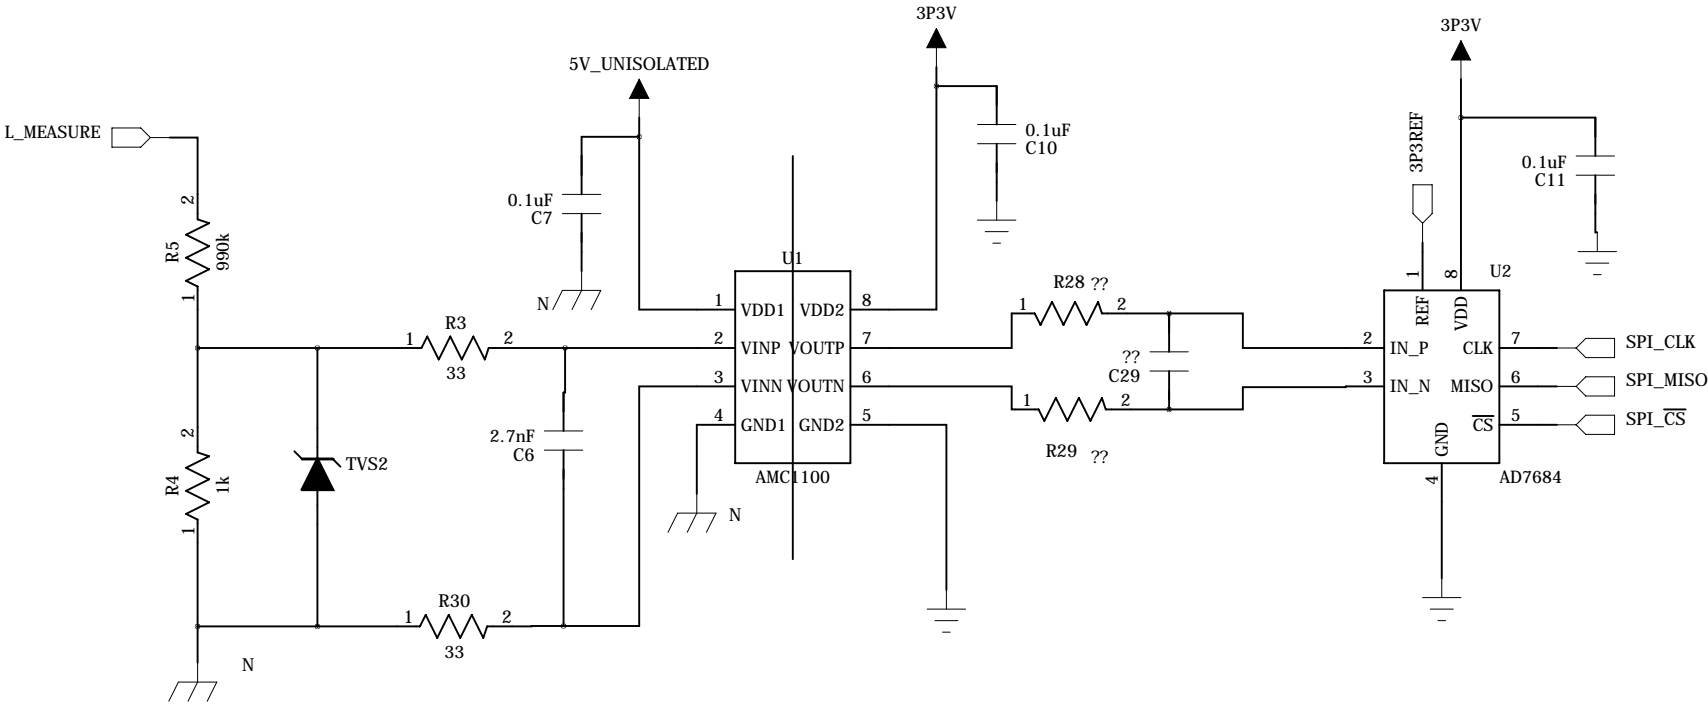 3P3V
3P3V
5V_UNISOLATED
L_MEASURE
0.1uF
C10
3P3REF
0.1uF
C11
2
R5
990k
1
0.1uF
C7
N
U1
1 VDD1 VDD2 8
2 VINP VOUTP 7
3 VINN VOUTN 6
4 GND1 GND2 5
AMC1100
N
R28 ??
1 2
??
C29
1 2
R29 ??
U2
1 8
REF VDD
2 IN_P CLK 7 SPI_CLK
3 IN_N MISO 6 SPI_MISO
CS 5 SPI_CS
GND
4
AD7684
R3
1 2
33
2
R4
1k
1
TVS2
2.7nF
C6
R30
1 2
33
N